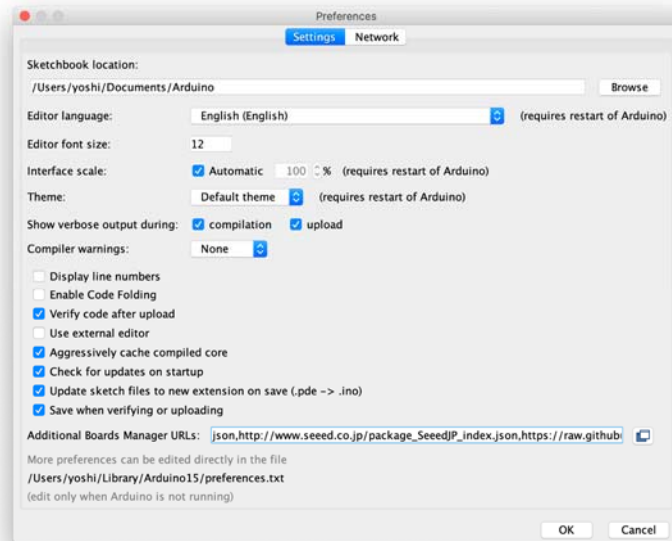 Preferences
Settings Network
Sketchbook location:
/Users/yoshi/Documents/Arduino Browse
Editor language: English (English) (requires restart of Arduino)
Editor font size: 12
Interface scale: Automatic 100 % (requires restart of Arduino)
Theme: Default theme (requires restart of Arduino)
Show verbose output during: compilation upload
Compiler warnings: None
Display line numbers
Enable Code Folding
Verify code after upload
Use external editor
Aggressively cache compiled core
Check for updates on startup
Update sketch files to new extension on save (.pde -> .ino)
Save when verifying or uploading
Additional Boards Manager URLs: json,http://www.seeed.co.jp/package_SeeedJP_index.json,https://raw.github
More preferences can be edited directly in the file
/Users/yoshi/Library/Arduino15/preferences.txt
(edit only when Arduino is not running)
OK Cancel